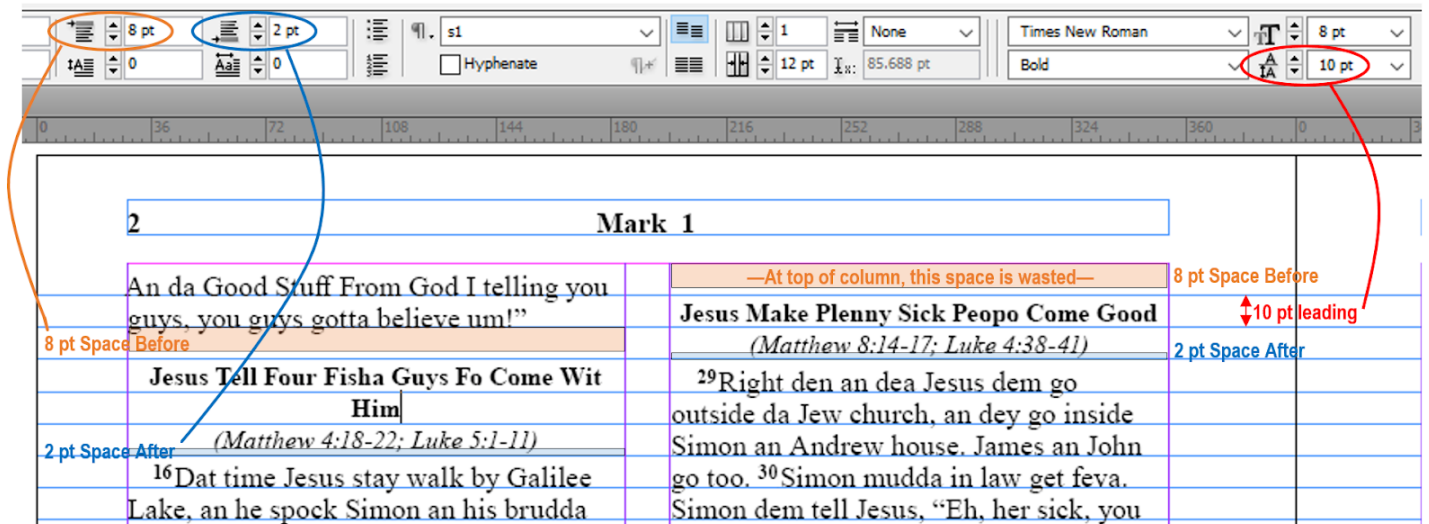 8 pt
2 pt
¶ s1
1
None
Times New Roman
8 pt
0
0
Hyphenate
12 pt
85.688 pt
Bold
10 pt
0 36 72 108 144 180 216 252 288 324 360 0
2 Mark 1
An da Good Stuff From God I telling you
guys, you guys gotta believe um!”
8 pt Space Before
Jesus Tell Four Fisha Guys Fo Come Wit
Him
(Matthew 4:18-22; Luke 5:1-11)
2 pt Space After
16Dat time Jesus stay walk by Galilee
Lake, an he spock Simon an his brudda
—At top of column, this space is wasted—
8 pt Space Before
Jesus Make Plenny Sick Peopo Come Good
10 pt leading
(Matthew 8:14-17; Luke 4:38-41)
2 pt Space After
29Right den an dea Jesus dem go
outside da Jew church, an dey go inside
Simon an Andrew house. James an John
go too. 30Simon mudda in law get feva.
Simon dem tell Jesus, “Eh, her sick, you